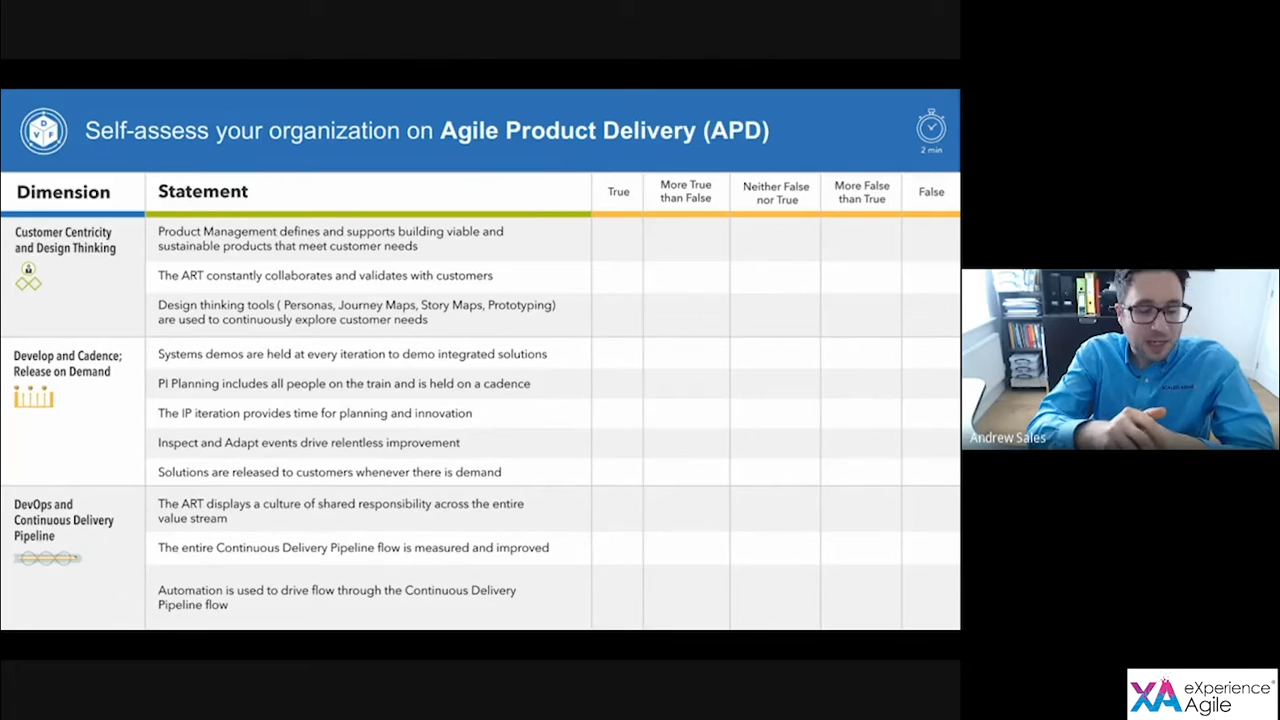 Self-assess your organization on Agile Product Delivery (APD)
2 min
Dimension
Statement
True
More True
than False
Neither False
nor True
More False
than True
False
Customer Centricity
and Design Thinking
Product Management defines and supports building viable and
sustainable products that meet customer needs
The ART constantly collaborates and validates with customers
Design thinking tools ( Personas, Journey Maps, Story Maps, Prototyping)
are used to continuously explore customer needs
Develop and Cadence;
Release on Demand
Systems demos are held at every iteration to demo integrated solutions
PI Planning includes all people on the train and is held on a cadence
The IP iteration provides time for planning and innovation
Inspect and Adapt events drive relentless improvement
Solutions are released to customers whenever there is demand
DevOps and
Continuous Delivery
Pipeline
The ART displays a culture of shared responsibility across the entire
value stream
The entire Continuous Delivery Pipeline flow is measured and improved
Automation is used to drive flow through the Continuous Delivery
Pipeline flow
Andrew Sales
XA eXperience
Agile